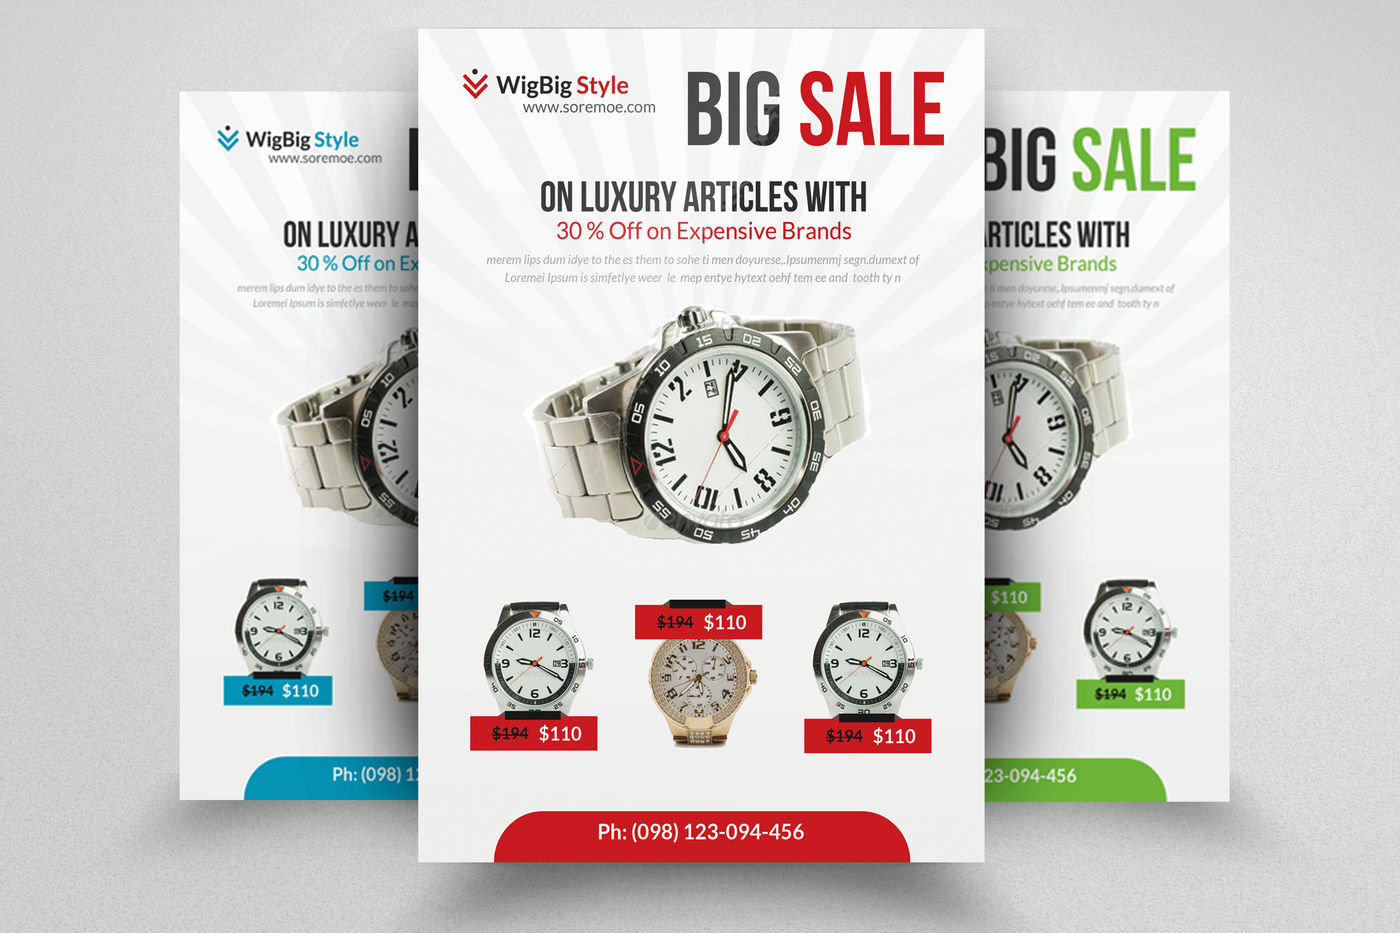 WigBig Style
www.soremoe.com
BIG SALE
ON LUXURY ARTICLES WITH
30 % Off on Expensive Brands
merem lips dum idye to the es them to sohe ti men doyurese,.Ipsumenmj segn.dumext of
Loremei Ipsum is simfetlye weer le mep entye hytext oehf tem ee and tooth ty n
$194 $110
$194 $110
$194 $110
Ph: (098) 123-094-456
WigBig Style
www.soremoe.com
ON LUXURY A
30 % Off on Ex
merem lips dum idye to the es them to sohe
Loremei Ipsum is simfetlye weer le mep
$194
$194 $110
Ph: (098) 12
BIG SALE
ARTICLES WITH
xpensive Brands
ti men doyurese,.Ipsumenmj segn.dumext of
entye hytext oehf tem ee and tooth ty n
$110
$194 $110
23-094-456